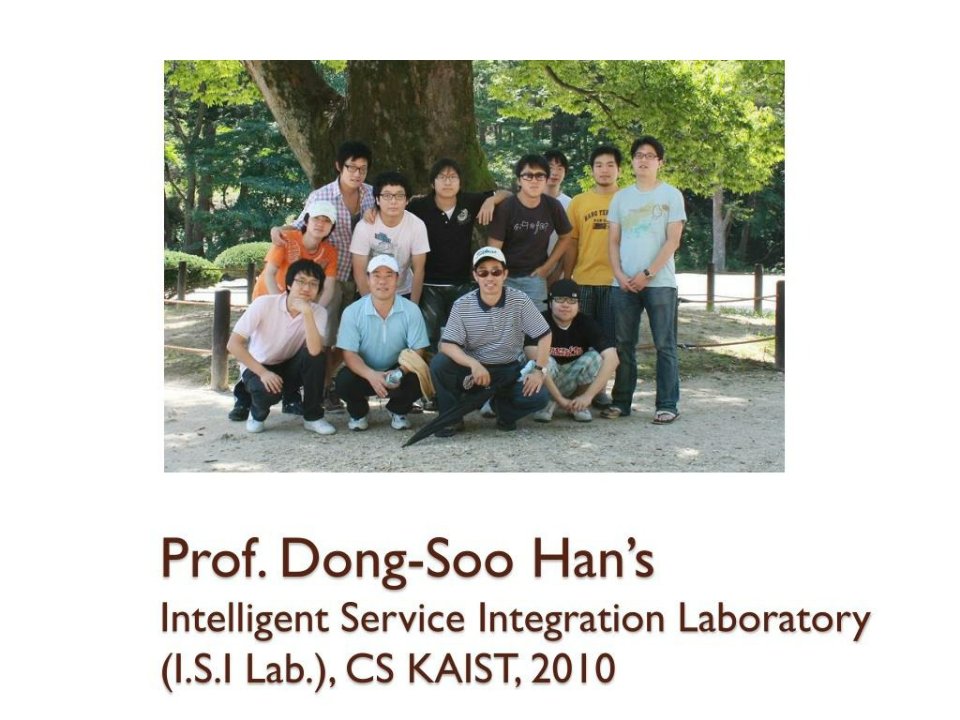 Prof. Dong-Soo Han’s
Intelligent Service Integration Laboratory
(I.S.I Lab.), CS KAIST, 2010